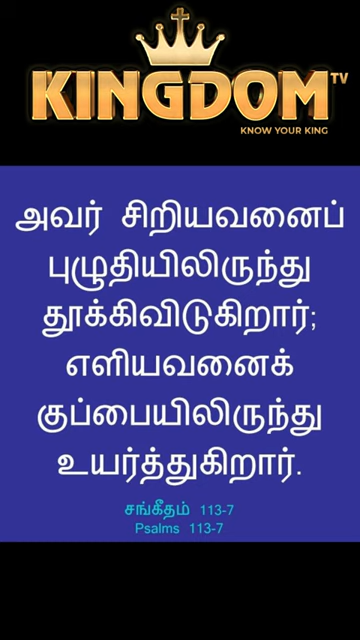 KINGDOM TV
KNOW YOUR KING
அவர் சிறியவனைப்
புழுதியிலிருந்து
தூக்கிவிடுகிறார்;
எளியவனைக்
குப்பையிலிருந்து
உயர்த்துகிறார்.
சங்கீதம் 113-7
Psalms 113-7